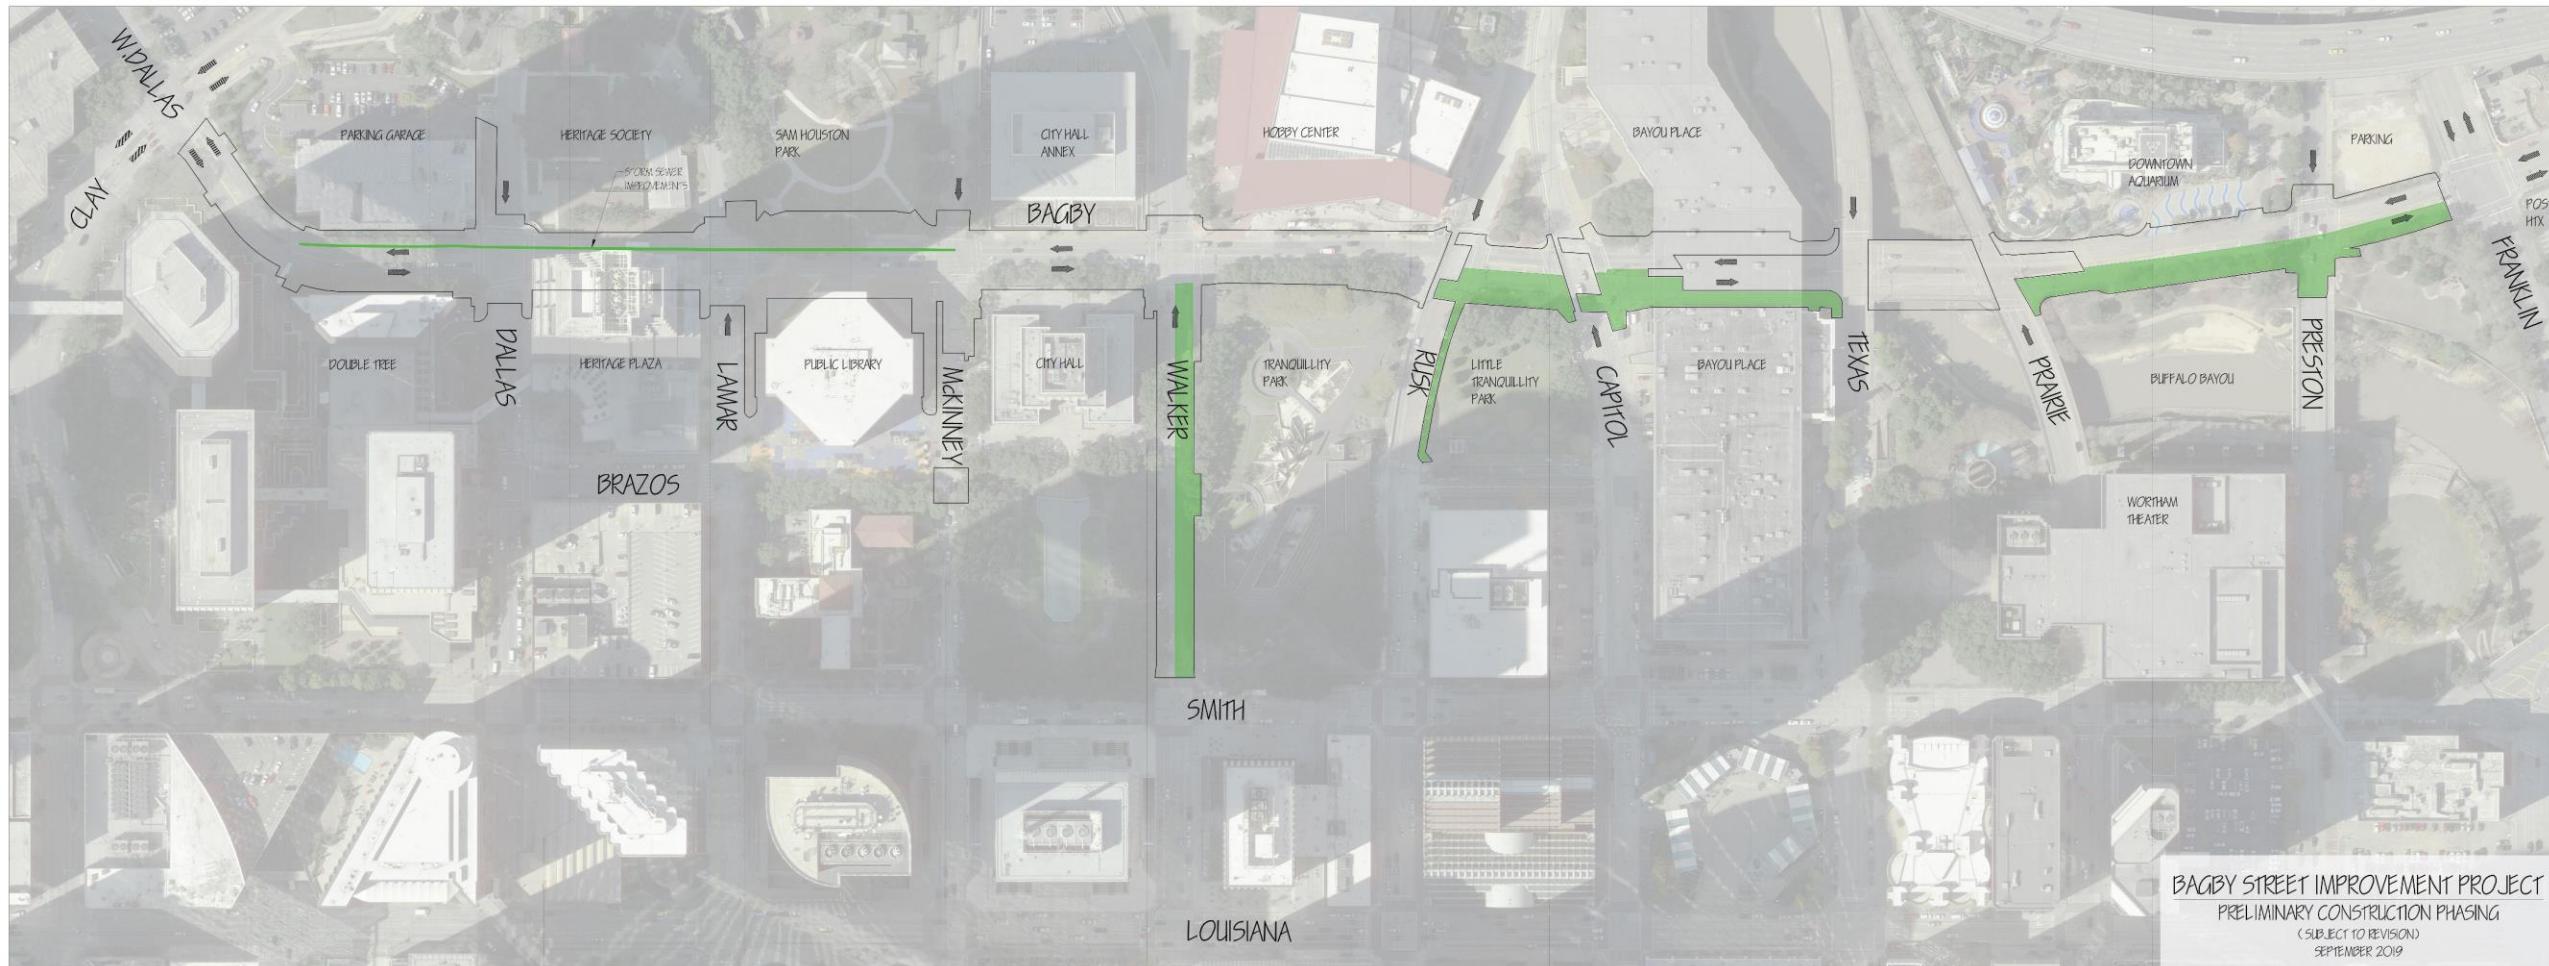 W.DALLAS
CLAY
PARKING GARAGE
HERITAGE SOCIETY
STORM SEWER
IMPROVEMENTS
SAM HOUSTON
PARK
CITY HALL
ANNEX
BAGBY
HOBBY CENTER
BAYOU PLACE
DOWNTOWN
AQUARIUM
PARKING
POS
HTX
FRANKLIN
DOUBLE TREE
DALLAS
HERITAGE PLAZA
LAMAR
PUBLIC LIBRARY
McKINNEY
CITY HALL
WALKER
TRANQUILLITY
PARK
RUSK
LITTLE
TRANQUILLITY
PARK
CAPITOL
BAYOU PLACE
TEXAS
PRAIRIE
BUFFALO BAYOU
PRESTON
BRAZOS
WORTHAM
THEATER
SMITH
LOUISIANA
BAGBY STREET IMPROVEMENT PROJECT
PRELIMINARY CONSTRUCTION PHASING
(SUBJECT TO REVISION)
SEPTEMBER 2019